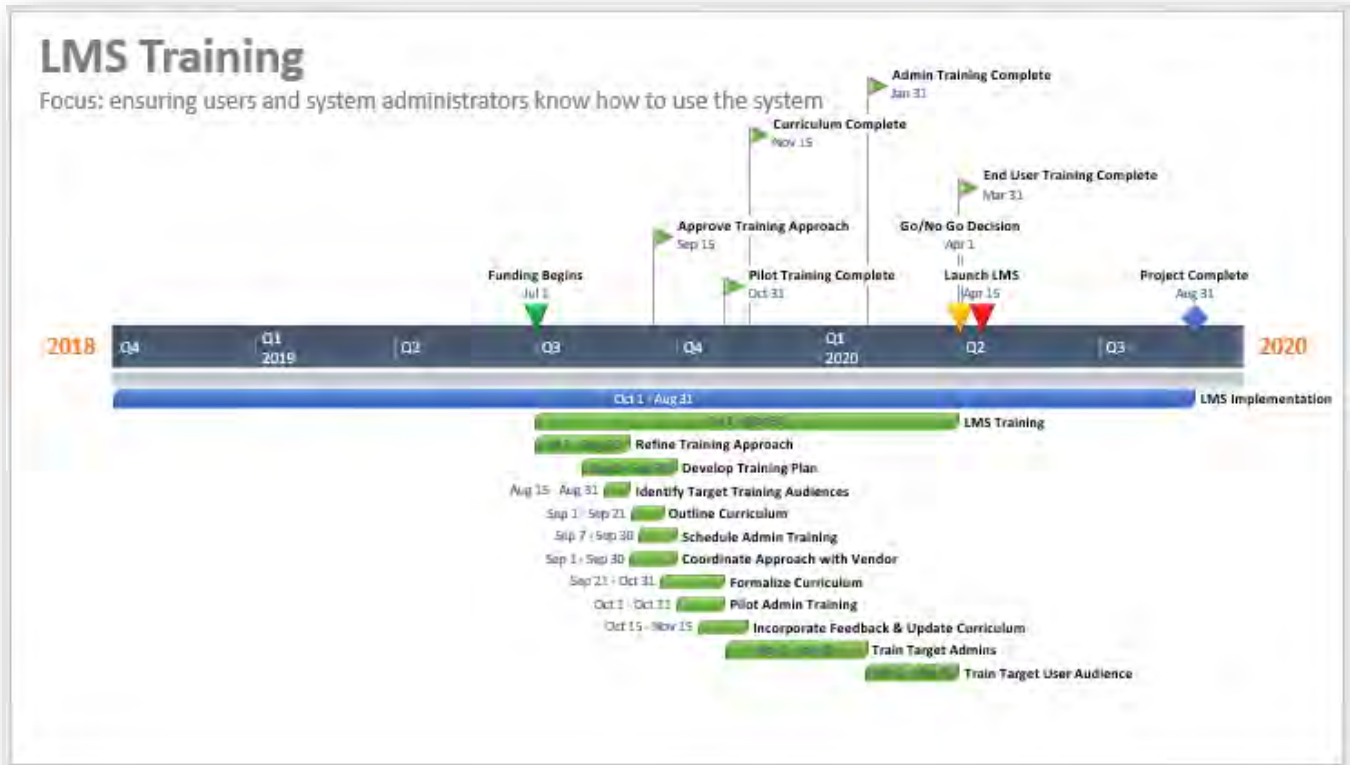 LMS Training
Focus: ensuring users and system administrators know how to use the system
Admin Training Complete
Jan 31
Curriculum Complete
Nov 15
End User Training Complete
Mar 31
Approve Training Approach
Sep 15
Go/No Go Decision
Apr 1
Funding Begins
Jul 1
Pilot Training Complete
Oct 31
Launch LMS
Apr 15
Project Complete
Aug 31
2018 Q4 Q1 Q2 Q3 Q4 Q1 Q2 Q3 2020
2019 2020
Oct 1 - Aug 31 LMS Implementation
LMS Training
Refine Training Approach
Develop Training Plan
Aug 15 - Aug 31 Identify Target Training Audiences
Sep 1 - Sep 21 Outline Curriculum
Sep 7 - Sep 30 Schedule Admin Training
Sep 1 - Sep 30 Coordinate Approach with Vendor
Sep 21 - Oct 31 Formalize Curriculum
Oct 1 - Oct 31 Pilot Admin Training
Oct 15 - Nov 15 Incorporate Feedback & Update Curriculum
Train Target Admins
Train Target User Audience